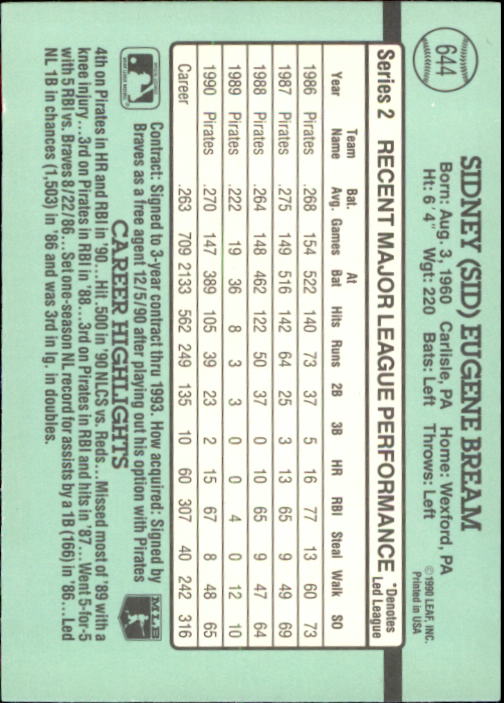 644
SIDNEY (SID) EUGENE BREAM
Born: Aug. 3, 1960 Carlisle, PA Home: Wexford, PA
Ht: 6' 4" Wgt: 220 Bats: Left Throws: Left
©1990 LEAF, INC.
Printed in USA
Series 2 RECENT MAJOR LEAGUE PERFORMANCE
*Denotes
Led League
Year Team Name Bat. Avg. Games At Bat Hits Runs 2B 3B HR RBI Steal Walk SO
1986 Pirates .268 154 522 140 73 37 5 16 77 13 60 73
1987 Pirates .275 149 516 142 64 25 3 13 65 9 49 69
1988 Pirates .264 148 462 122 50 37 0 10 65 9 47 64
1989 Pirates .222 19 36 8 3 3 0 0 4 0 12 10
1990 Pirates .270 147 389 105 39 23 2 15 67 8 48 65
Career .263 709 2133 562 249 135 10 60 307 40 242 316
Contract: Signed to 3-year contract thru 1993. How acquired: Signed by
Braves as a free agent 12/5/90 after playing out his option with Pirates
CAREER HIGHLIGHTS
MLB
4th on Pirates in HR and RBI in '90...Hit .500 in '90 NLCS vs. Reds...Missed most of '89 with a
knee injury...3rd on Pirates in RBI in '88...3rd on Pirates in RBI and hits in '87...Went 5-for-5
with 5 RBI vs. Braves 8/22/86...Set one-season NL record for assists by a 1B (166) in '86...Led
NL 1B in chances (1,503) in '86 and was 3rd in lg. in doubles.